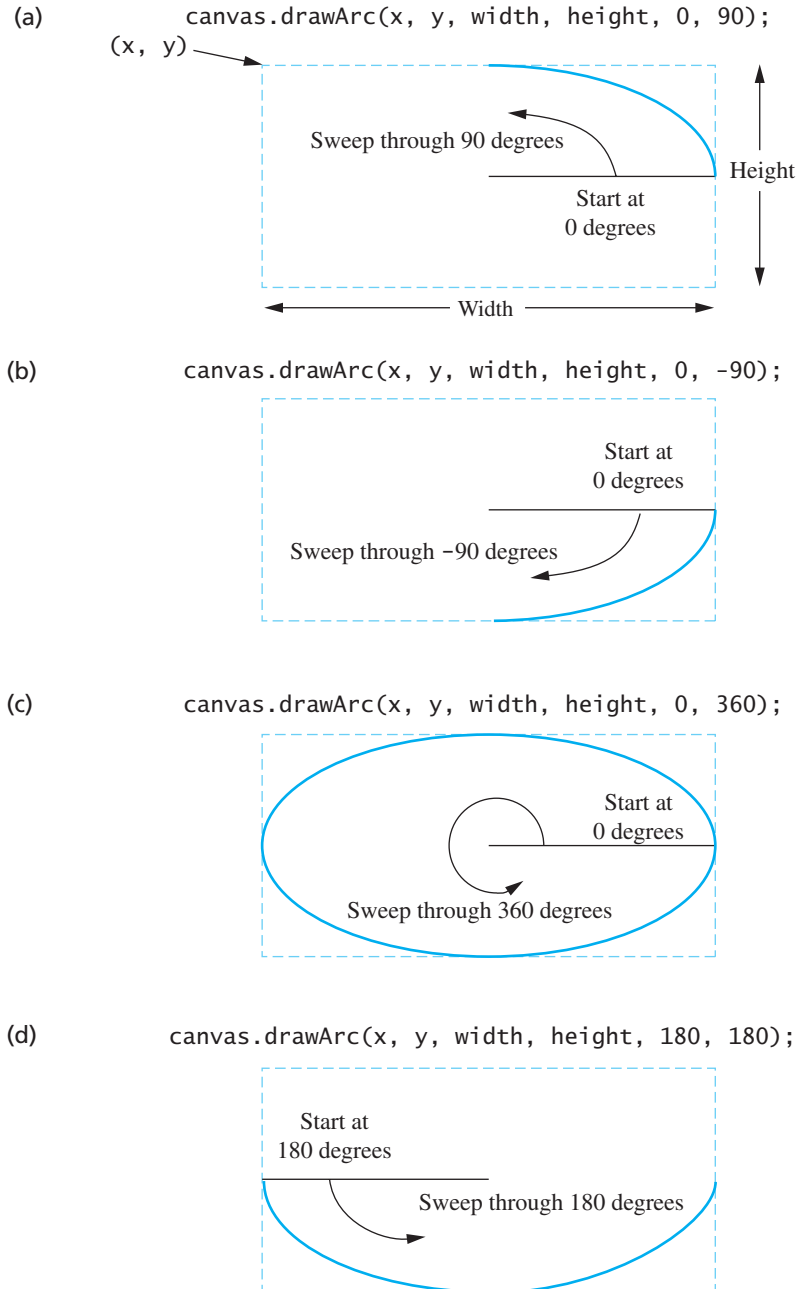 (a)
canvas.drawArc(x, y, width, height, 0, 90);
(x, y)
Sweep through 90 degrees
Height
Start at
0 degrees
Width
(b)
canvas.drawArc(x, y, width, height, 0, -90);
Start at
0 degrees
Sweep through −90 degrees
(c)
canvas.drawArc(x, y, width, height, 0, 360);
Start at
0 degrees
Sweep through 360 degrees
(d)
canvas.drawArc(x, y, width, height, 180, 180);
Start at
180 degrees
Sweep through 180 degrees